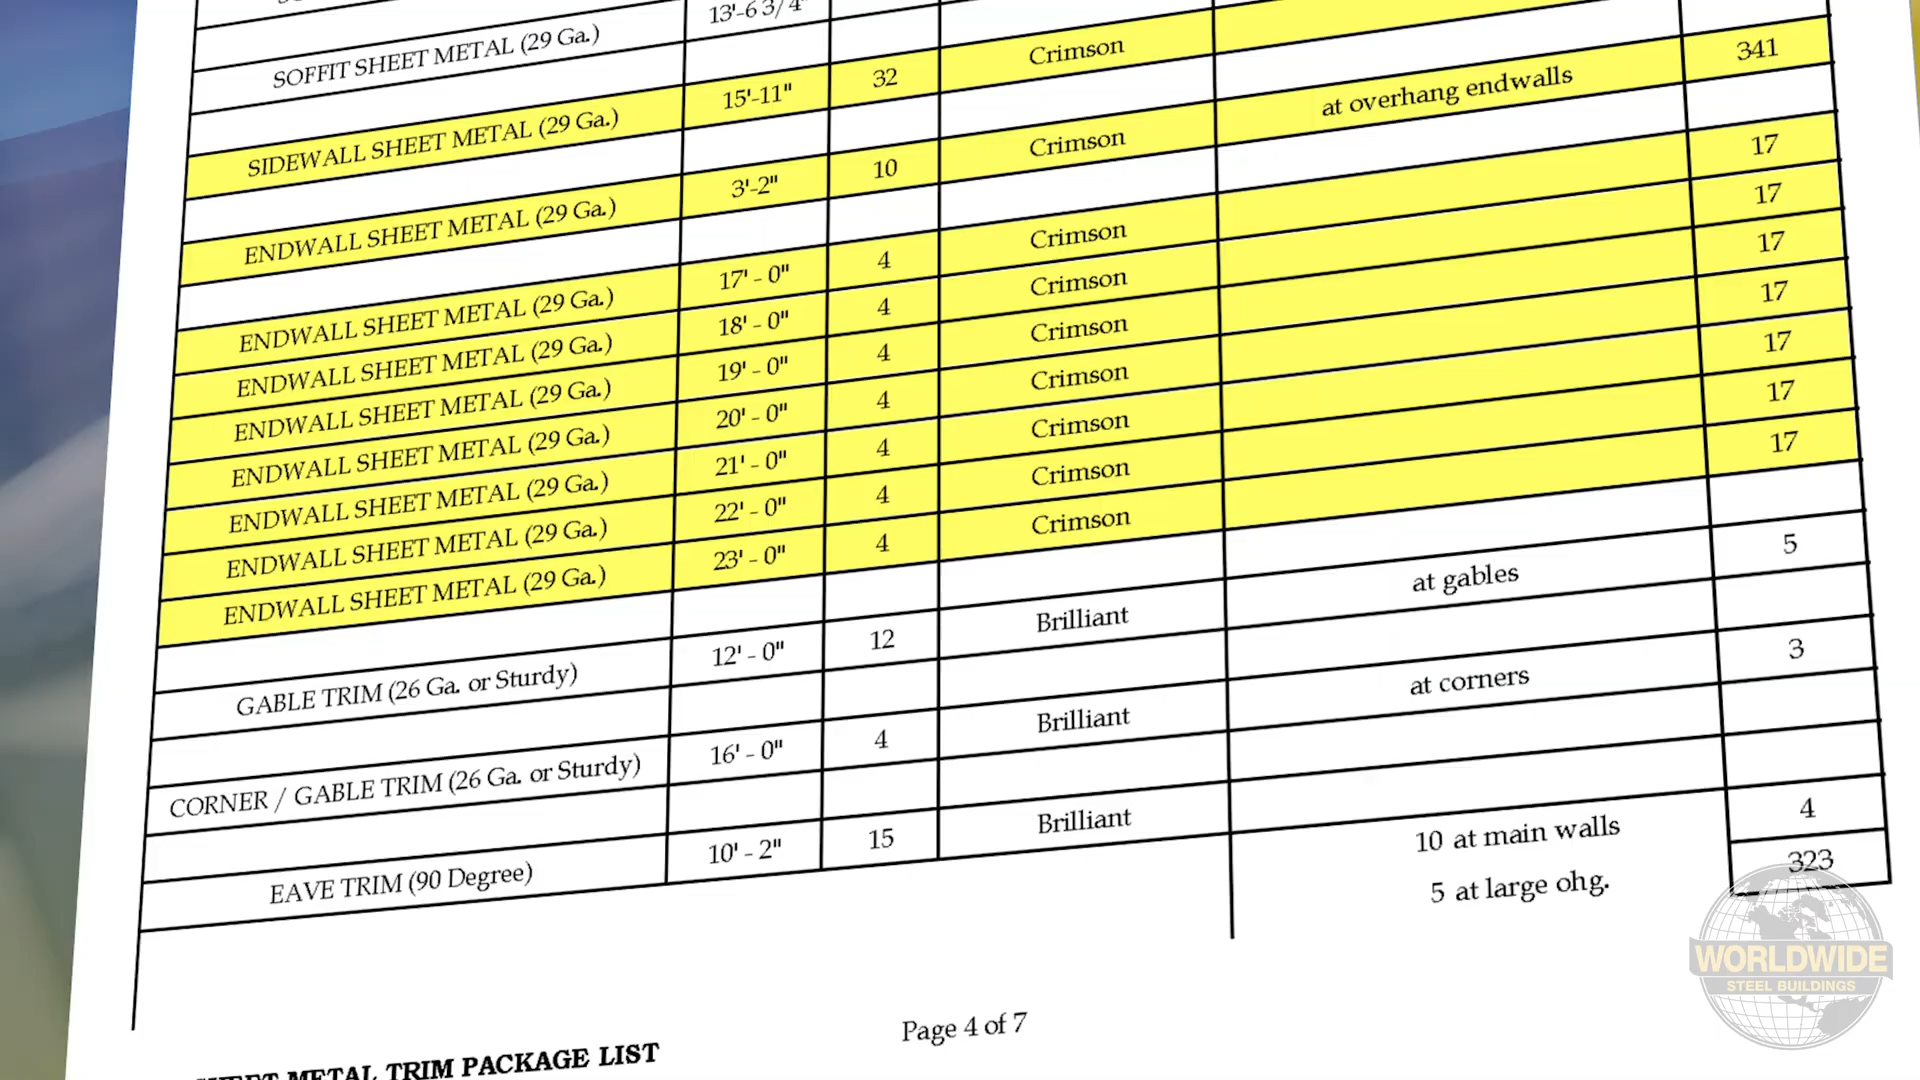 SOFFIT SHEET METAL (29 Ga.) 13'-6 3/4"
SIDEWALL SHEET METAL (29 Ga.) 15'-11" 32 Crimson
ENDWALL SHEET METAL (29 Ga.) 3'-2" 10 Crimson at overhang endwalls 341
ENDWALL SHEET METAL (29 Ga.) 17' - 0" 4 Crimson 17
ENDWALL SHEET METAL (29 Ga.) 18' - 0" 4 Crimson 17
ENDWALL SHEET METAL (29 Ga.) 19' - 0" 4 Crimson 17
ENDWALL SHEET METAL (29 Ga.) 20' - 0" 4 Crimson 17
ENDWALL SHEET METAL (29 Ga.) 21' - 0" 4 Crimson 17
ENDWALL SHEET METAL (29 Ga.) 22' - 0" 4 Crimson 17
ENDWALL SHEET METAL (29 Ga.) 23' - 0" 4 Crimson 17
GABLE TRIM (26 Ga. or Sturdy) 12' - 0" 12 Brilliant at gables 5
CORNER / GABLE TRIM (26 Ga. or Sturdy) 16' - 0" 4 Brilliant at corners 3
EAVE TRIM (90 Degree) 10' - 2" 15 Brilliant
10 at main walls 4
5 at large ohg. 323
Page 4 of 7
SHEET METAL TRIM PACKAGE LIST
WORLDWIDE
STEEL BUILDINGS